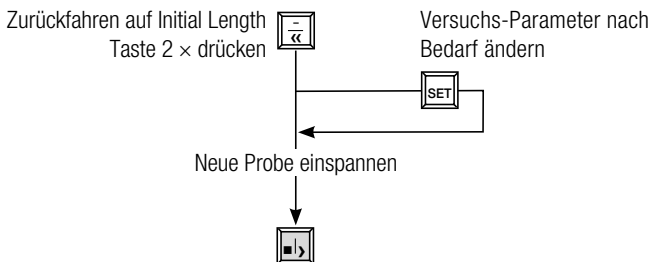 Zurückfahren auf Initial Length
Taste 2 × drücken
-
«
Versuchs-Parameter nach
Bedarf ändern
SET
Neue Probe einspannen